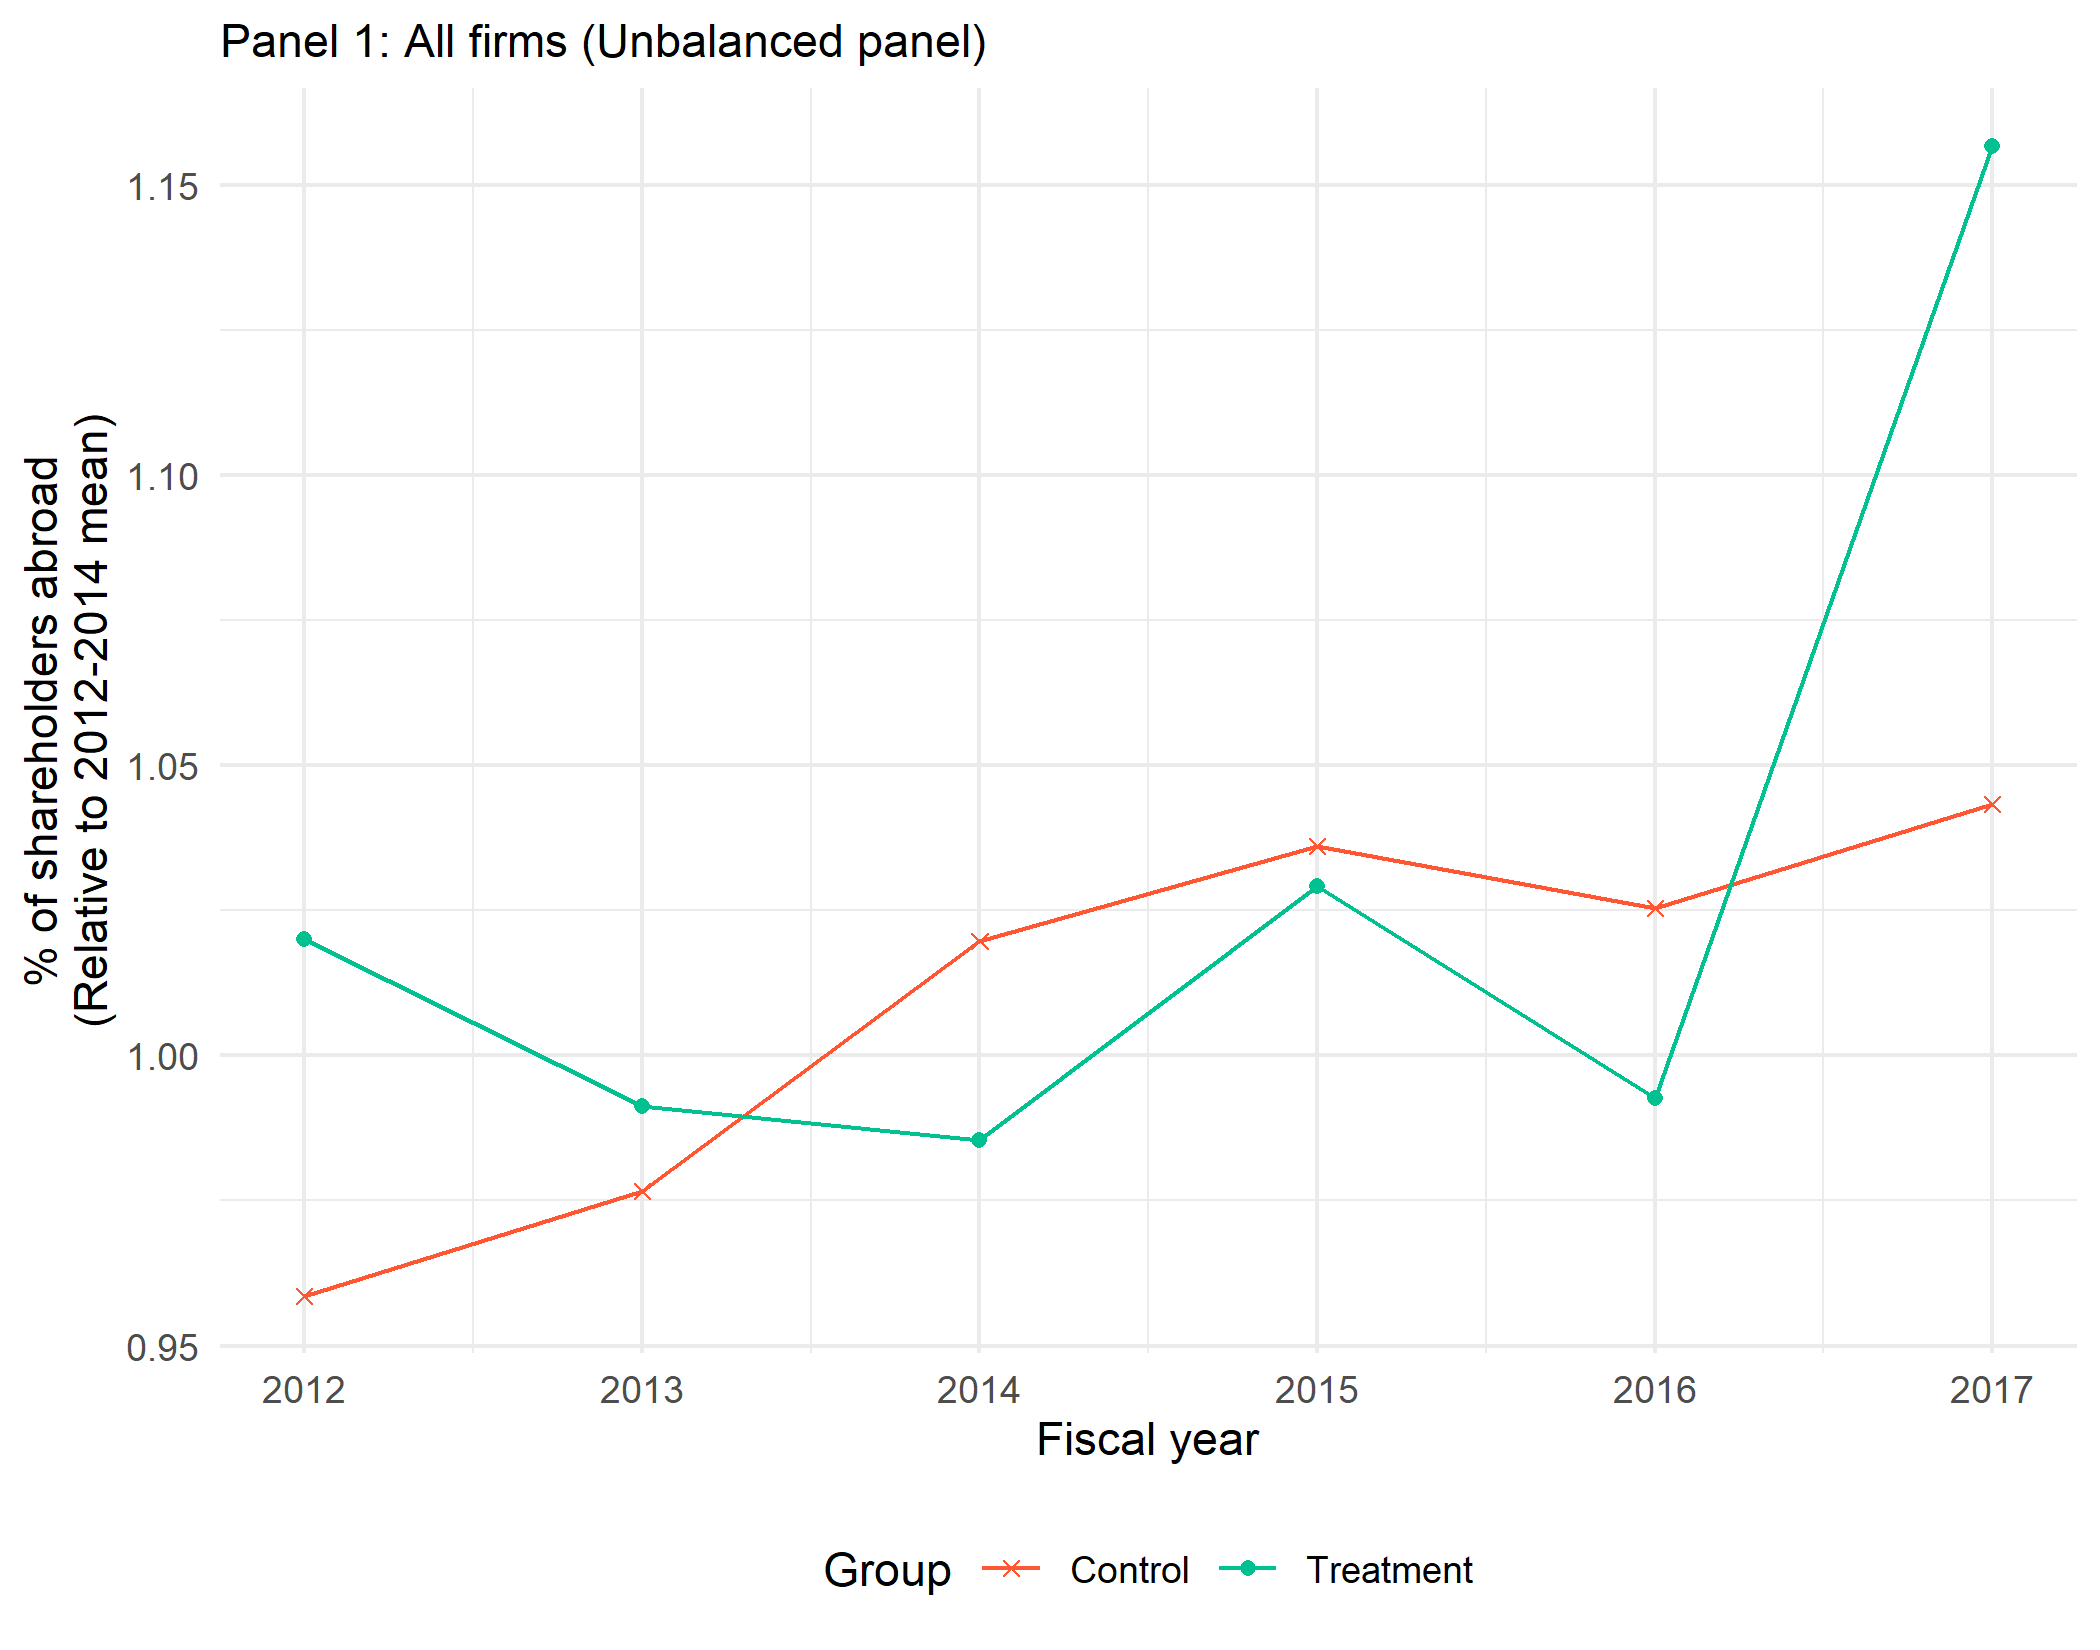 Panel 1: All firms (Unbalanced panel)
% of shareholders abroad
(Relative to 2012-2014 mean)
1.15
1.10
1.05
1.00
0.95
2012 2013 2014 2015 2016 2017
Fiscal year
Group Control Treatment